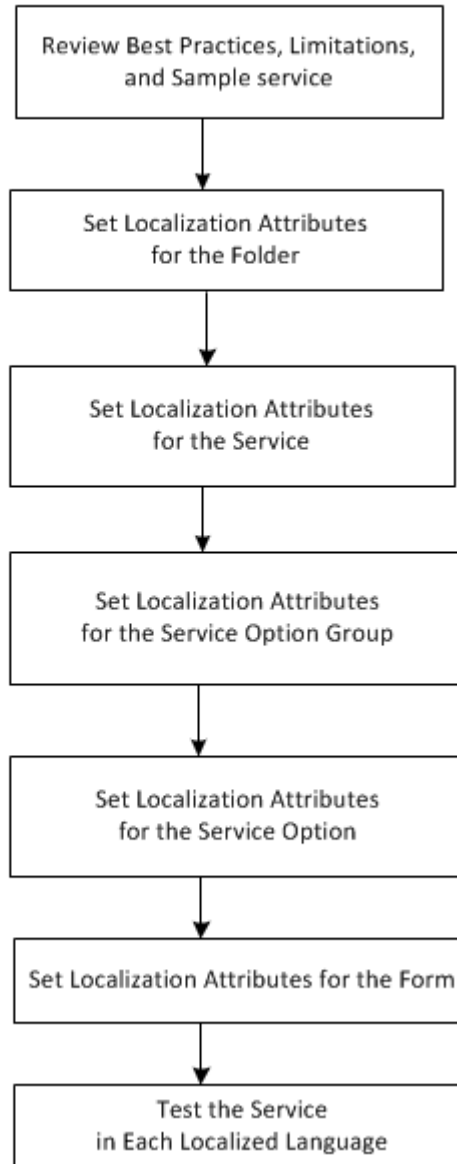 Review Best Practices, Limitations,
and Sample service
Set Localization Attributes
for the Folder
Set Localization Attributes
for the Service
Set Localization Attributes
for the Service Option Group
Set Localization Attributes
for the Service Option
Set Localization Attributes for the Form
Test the Service
in Each Localized Language